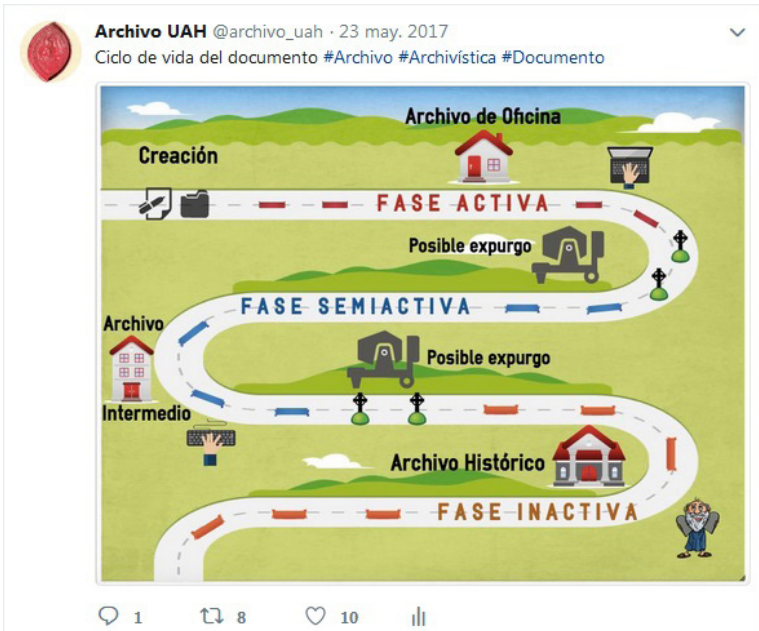 Archivo UAH @archivo_uah · 23 may. 2017
Ciclo de vida del documento #Archivo #Archivística #Documento
Archivo de Oficina
Creación
FASE ACTIVA
Posible expurgo
FASE SEMIACTIVA
Archivo
Intermedio
Posible expurgo
Archivo Histórico
FASE INACTIVA
1 8 10